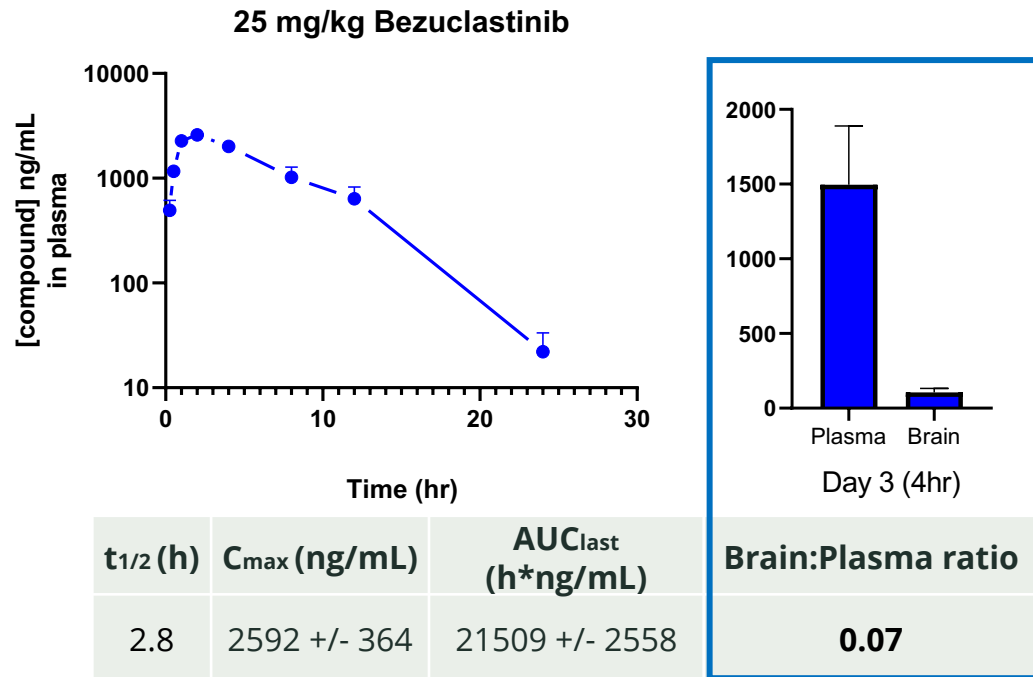 25 mg/kg Bezuclastinib
[compound] ng/mL
in plasma
10000
1000
100
10
0
10
20
30
Time (hr)
2000
1500
1000
500
0
Plasma
Brain
Day 3 (4hr)
t1/2 (h)
Cmax (ng/mL)
AUClast
(h*ng/mL)
Brain:Plasma ratio
2.8
2592 +/- 364
21509 +/- 2558
0.07